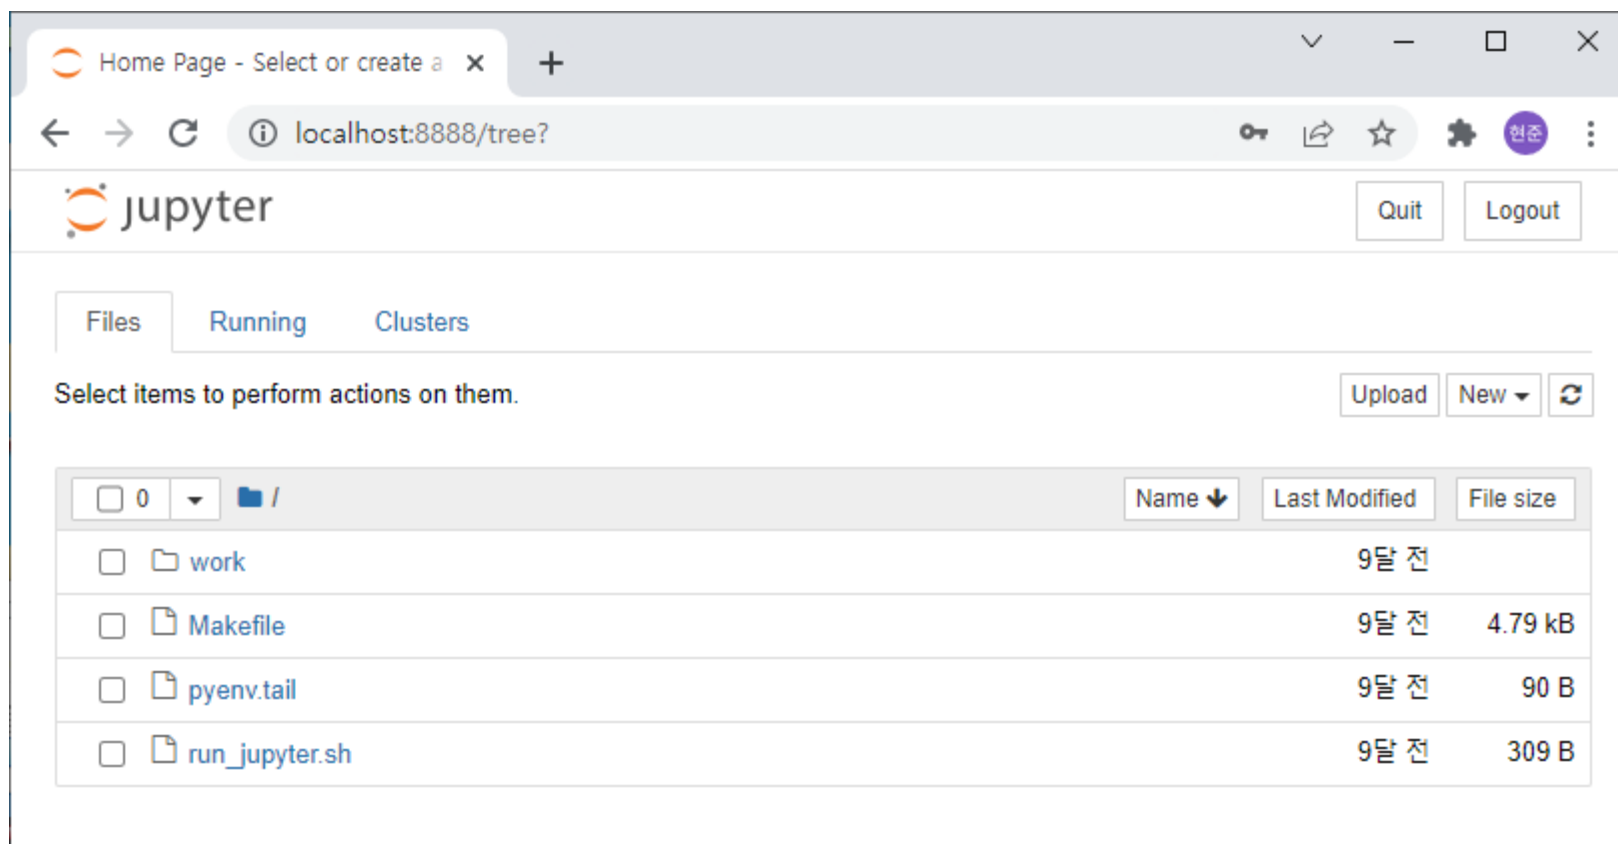 Home Page - Select or create a
localhost:8888/tree?
현준
jupyter
Quit Logout
Files Running Clusters
Select items to perform actions on them.
Upload New
0 / Name Last Modified File size
work 9달 전
Makefile 9달 전 4.79 kB
pyenv.tail 9달 전 90 B
run_jupyter.sh 9달 전 309 B